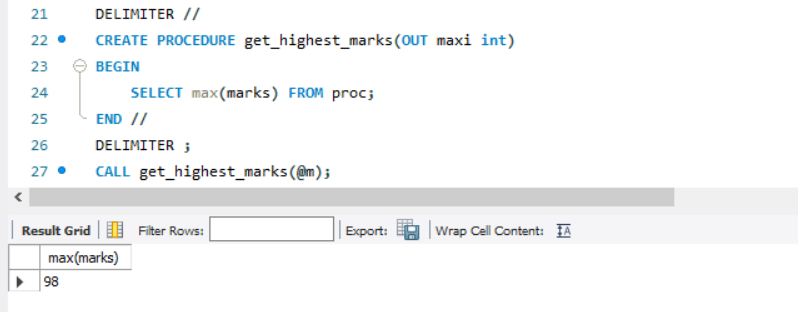 21 DELIMITER //
22 CREATE PROCEDURE get_highest_marks(OUT maxi int)
23 BEGIN
24 SELECT max(marks) FROM proc;
25 END //
26 DELIMITER ;
27 CALL get_highest_marks(@m);
Result Grid Filter Rows: Export: Wrap Cell Content: IA
max(marks)
98